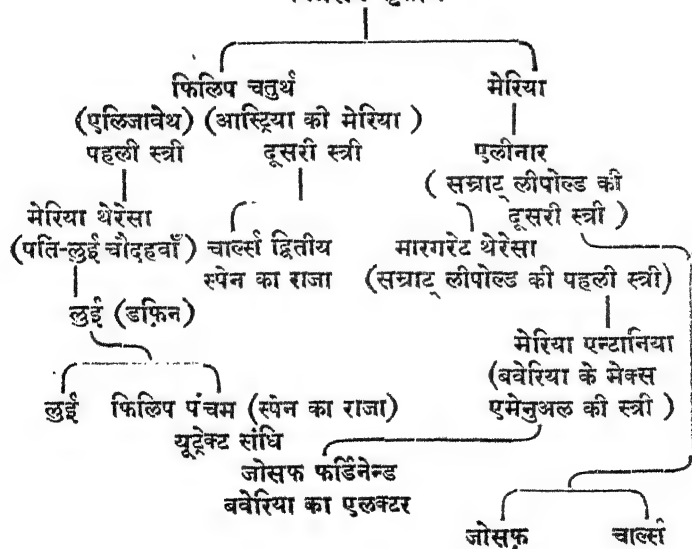 फिलिप चतुर्थ मेरिया
(एलिजावेथ) (आस्ट्रिया की मेरिया)
पहली स्त्री दूसरी स्त्री एलीनार
(सम्राट् लीपोल्ड की
दूसरी स्त्री)
मेरिया थेरेसा
(पति-लुई चौदहवाँ) चार्ल्स द्वितीय मारगरेट थेरेसा
स्पेन का राजा (सम्राट् लीपोल्ड की पहली स्त्री)
लुई (डफ़िन)
मेरिया एन्टानिया
(बवेरिया के मेक्स
एमेनुअल की स्त्री)
लुई फिलिप पंचम (स्पेन का राजा)
यूट्रेक्ट संधि
जोसफ फर्डिनेन्ड
बवेरिया का एलक्टर
जोसफ़ चार्ल्स